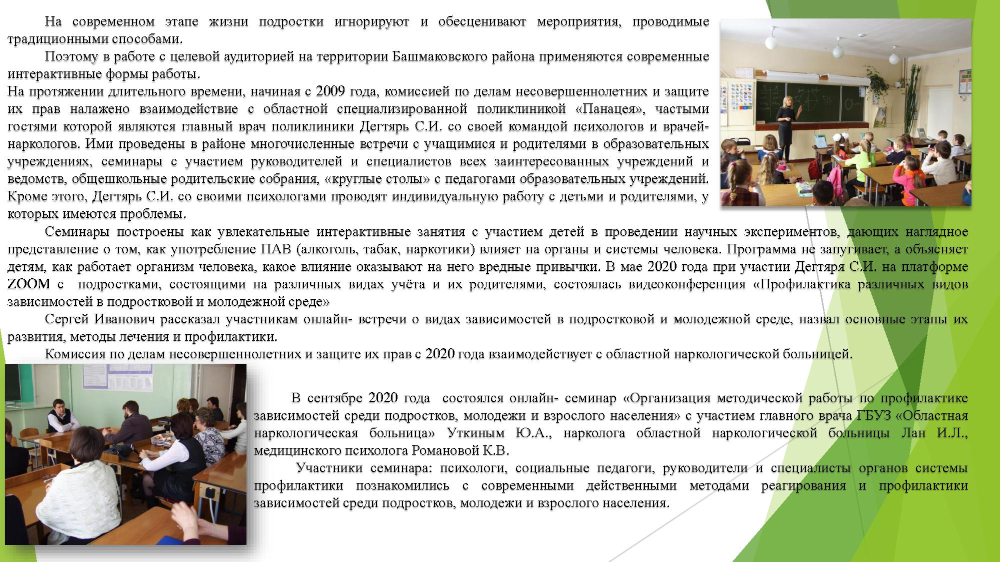 На современном этапе жизни подростки игнорируют и обесценивают мероприятия, проводимые
традиционными способами.
Поэтому в работе с целевой аудиторией на территории Башмаковского района применяются современные
интерактивные формы работы.
На протяжении длительного времени, начиная с 2009 года, комиссией по делам несовершеннолетних и защите
их прав налажено взаимодействие с областной специализированной поликлиникой «Панацея», частыми
гостями которой являются главный врач поликлиники Дегтярь С.И. со своей командой психологов и врачей-
наркологов. Ими проведены в районе многочисленные встречи с учащимися и родителями в образовательных
учреждениях, семинары с участием руководителей и специалистов всех заинтересованных учреждений и
ведомств, общешкольные родительские собрания, «круглые столы» с педагогами образовательных учреждений.
Кроме этого, Дегтярь С.И. со своими психологами проводят индивидуальную работу с детьми и родителями, у
которых имеются проблемы.
Семинары построены как увлекательные интерактивные занятия с участием детей в проведении научных экспериментов, дающих наглядное
представление о том, как употребление ПАВ (алкоголь, табак, наркотики) влияет на органы и системы человека. Программа не запугивает, а объясняет
детям, как работает организм человека, какое влияние оказывают на него вредные привычки. В мае 2020 года при участии Дегтяря С.И. на платформе
ZOOM с подростками, состоящими на различных видах учёта и их родителями, состоялась видеоконференция «Профилактика различных видов
зависимостей в подростковой и молодежной среде»
Сергей Иванович рассказал участникам онлайн- встречи о видах зависимостей в подростковой и молодежной среде, назвал основные этапы их
развития, методы лечения и профилактики.
Комиссия по делам несовершеннолетних и защите их прав с 2020 года взаимодействует с областной наркологической больницей.
В сентябре 2020 года состоялся онлайн- семинар «Организация методической работы по профилактике
зависимостей среди подростков, молодежи и взрослого населения» с участием главного врача ГБУЗ «Областная
наркологическая больница» Уткиным Ю.А., нарколога областной наркологической больницы Лан И.Л.,
медицинского психолога Романовой К.В.
Участники семинара: психологи, социальные педагоги, руководители и специалисты органов системы
профилактики познакомились с современными действенными методами реагирования и профилактики
зависимостей среди подростков, молодежи и взрослого населения.